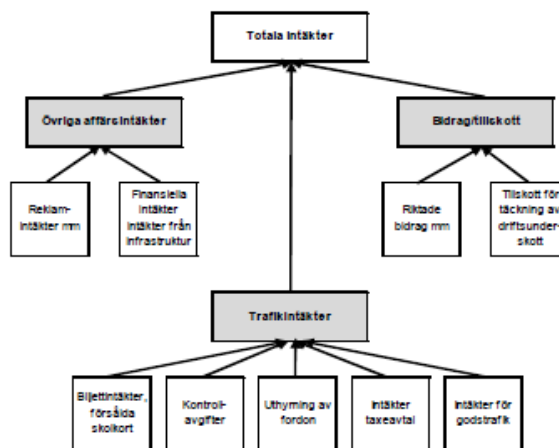 Totala intäkter
Övriga affärsintäkter
Bidrag/tillskott
Reklam-
intäkter mm
Finansiella
intäkter
intäkter från
infrastruktur
Riktade
bidrag mm
Tillskott för
täckning av
driftsunder-
skott
Trafikintäkter
Biljettintäkter,
försålda
skolkort
Kontroll-
avgifter
Uthyrning av
fordon
Intäkter
taxeavtal
Intäkter för
godstrafik